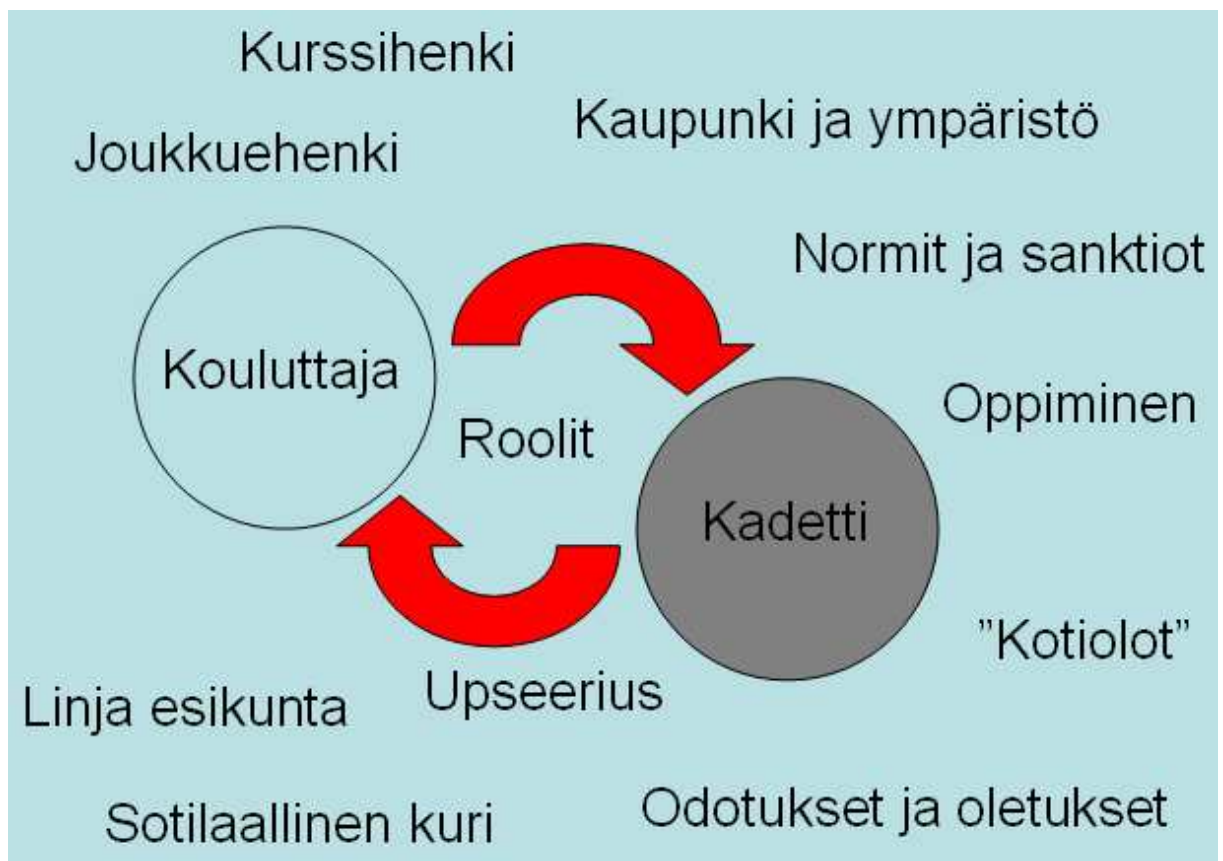 Kurssihenki
Kaupunki ja ympäristö
Joukkuehenki
Normit ja sanktiot
Kouluttaja
Oppiminen
Roolit
Kadetti
"Kotiolot"
Upseerius
Linja esikunta
Odotukset ja oletukset
Sotilaallinen kuri